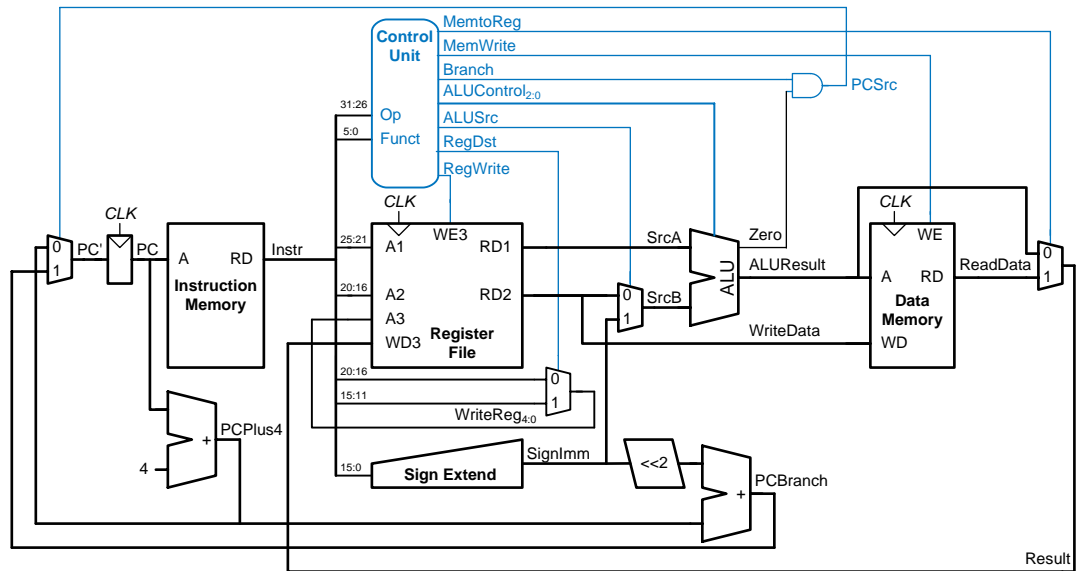 MemtoReg
Control
Unit
MemWrite
Branch
ALUControl2:0
PCSrc
31:26
Op
ALUSrc
5:0
Funct
RegDst
RegWrite
CLK
CLK
CLK
0
1
PC'
PC
A
RD
Instruction
Memory
Instr
25:21
A1
WE3
RD1
20:16
A2
RD2
A3
WD3
Register
File
SrcA
0
1
SrcB
ALU
Zero
ALUResult
WriteData
WE
A
RD
Data
Memory
WD
ReadData
0
1
20:16
0
15:11
1
WriteReg4:0
PCPlus4
+
4
15:0
Sign Extend
SignImm
<<2
+
PCBranch
Result